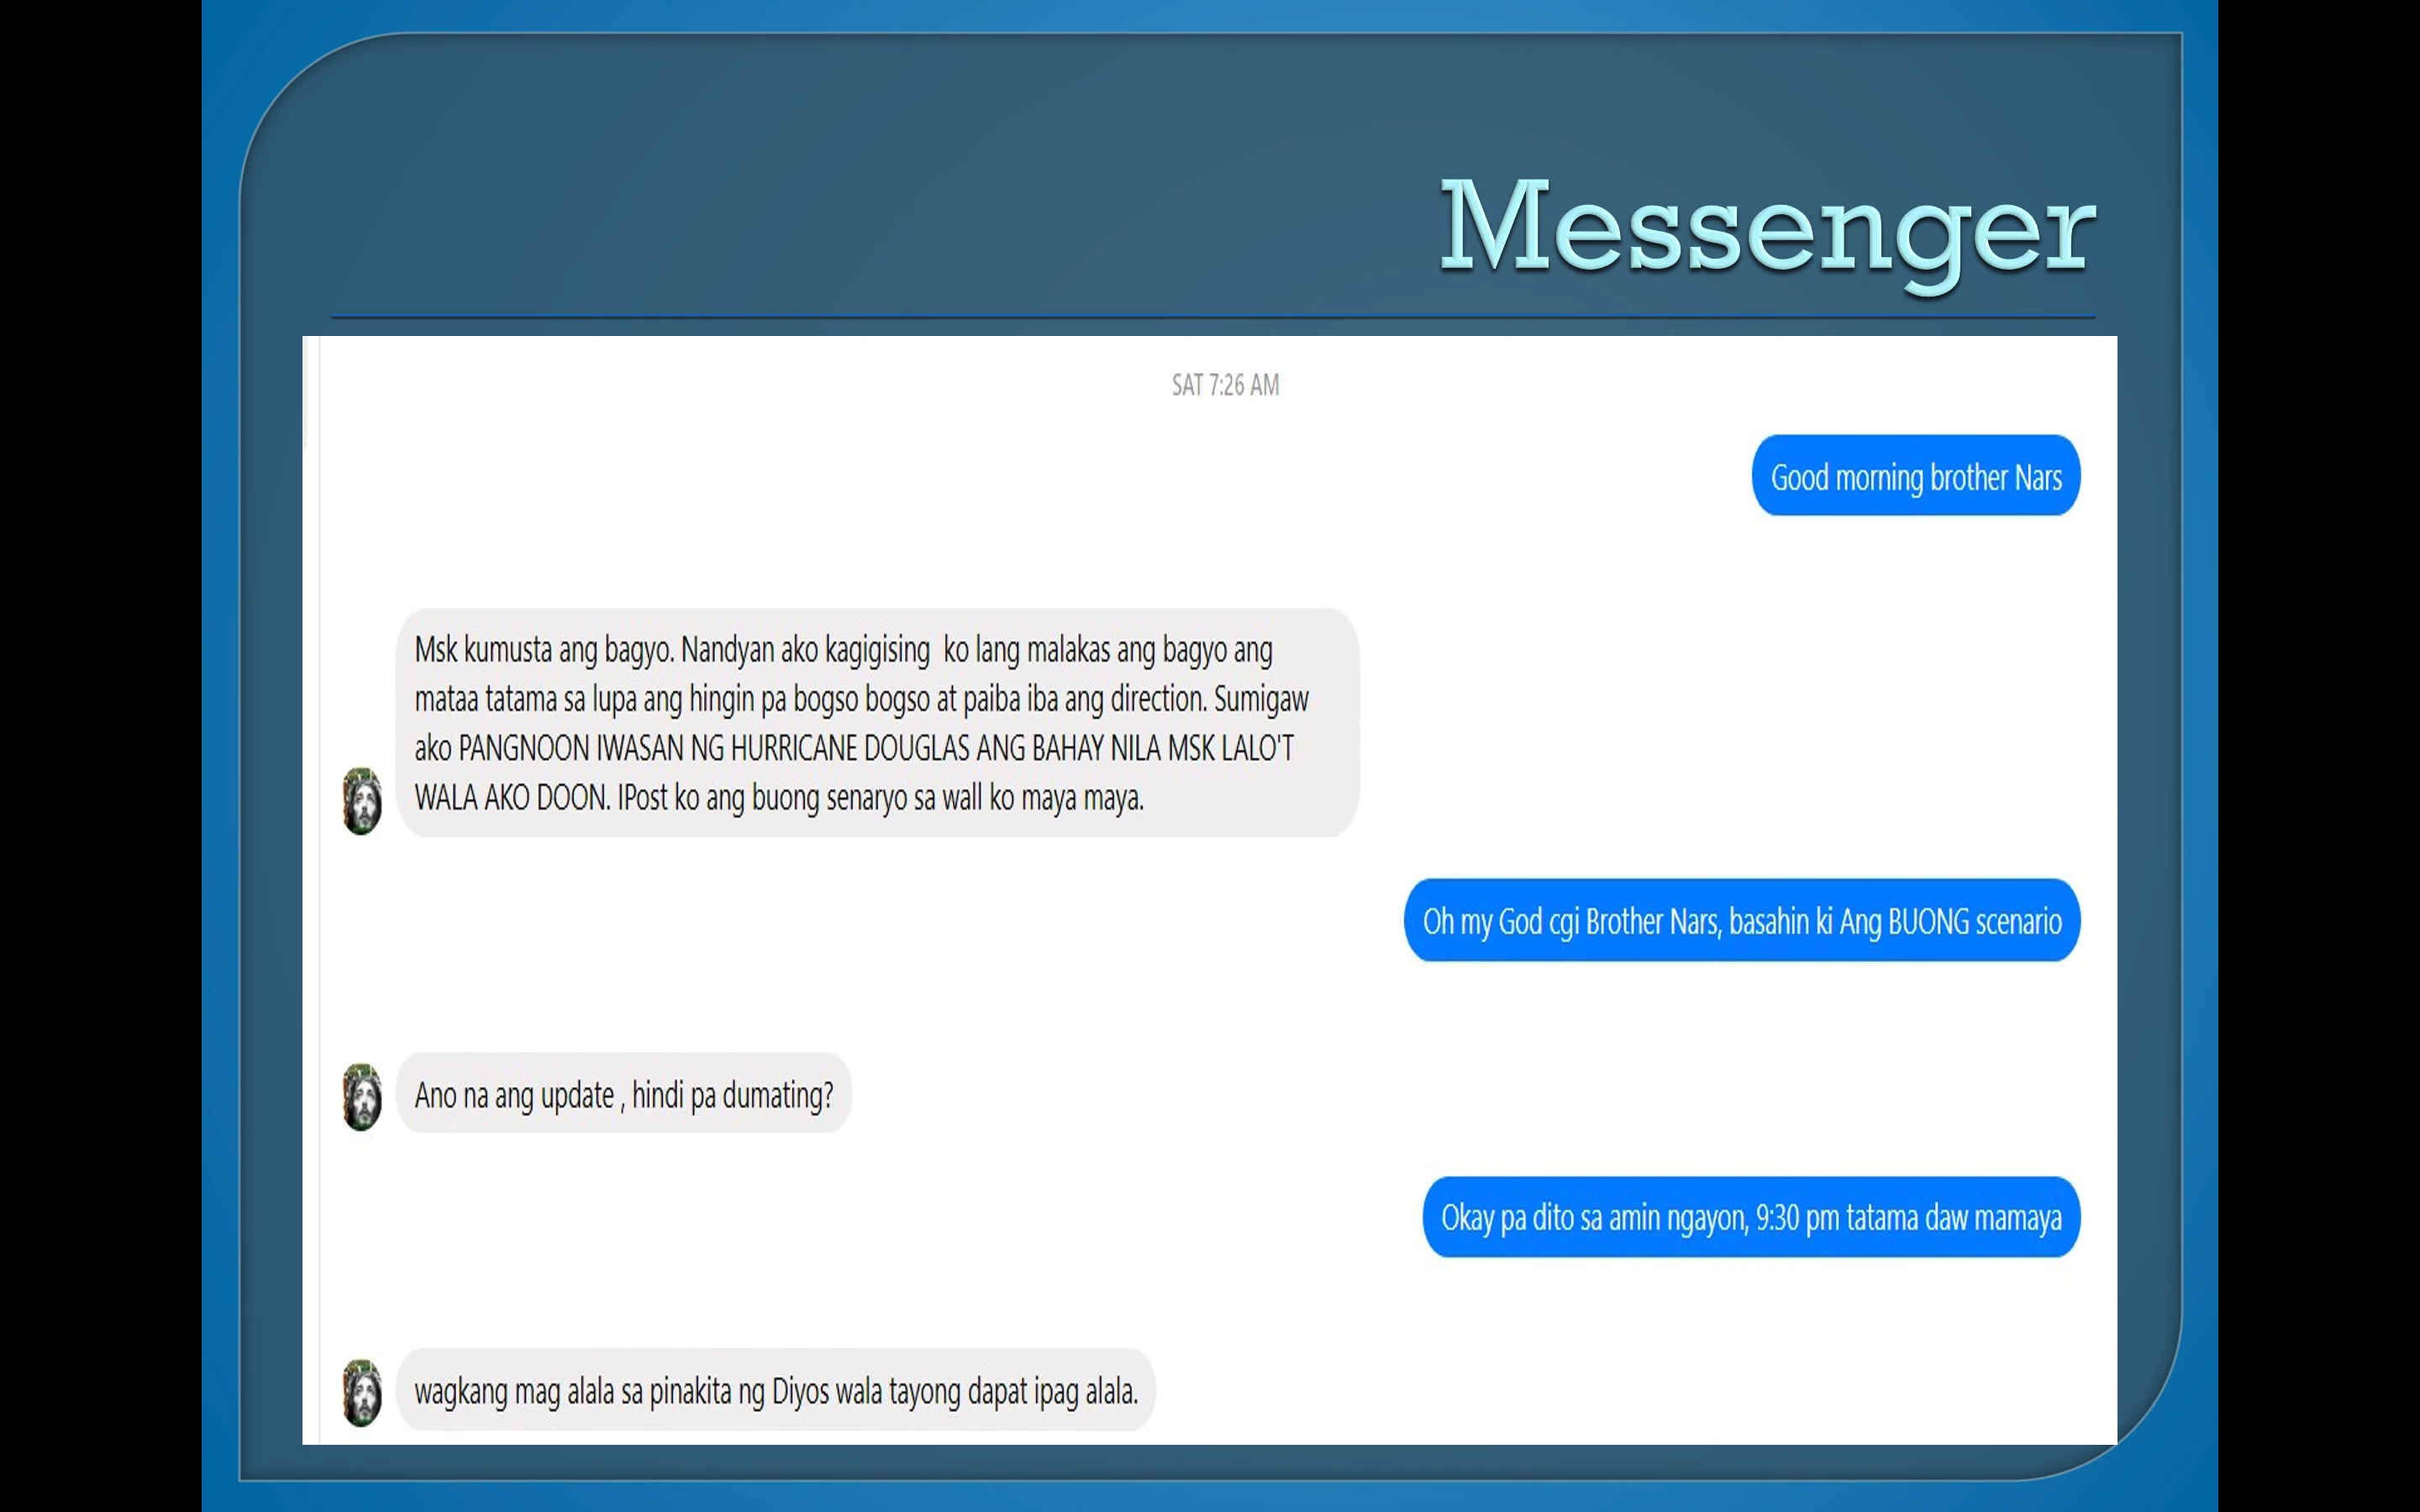 Messenger
SAT 7:26 AM
Good morning brother Nars
Msk kumusta ang bagyo. Nandyan ako kagigising  ko lang malakas ang bagyo ang
mataa tatama sa lupa ang hingin pa bogso bogso at paiba iba ang direction. Sumigaw
ako PANGNOON IWASAN NG HURRICANE DOUGLAS ANG BAHAY NILA MSK LALO'T
WALA AKO DOON. IPost ko ang buong senaryo sa wall ko maya maya.
Oh my God cgi Brother Nars, basahin ki Ang BUONG scenario
Ano na ang update , hindi pa dumating?
Okay pa dito sa amin ngayon, 9:30 pm tatama daw mamaya
wagkang mag alala sa pinakita ng Diyos wala tayong dapat ipag alala.